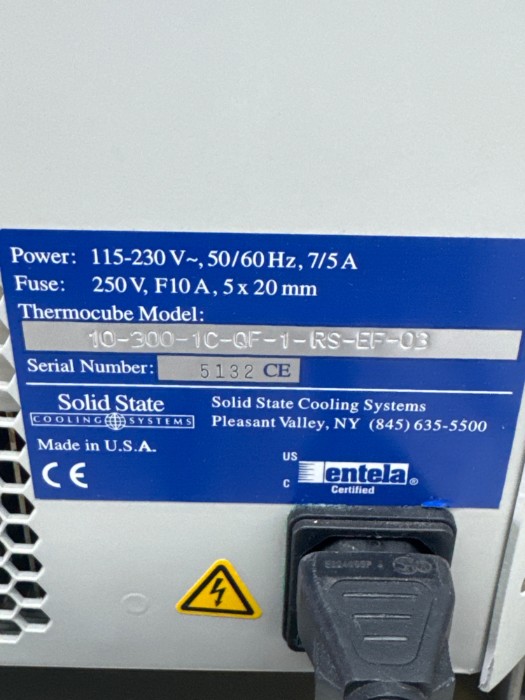 Power: 115-230 V~, 50/60 Hz, 7/5 A
Fuse: 250 V, F10 A, 5 x 20 mm
Thermocube Model:
10-300-1C-QF-1-RS-EF-03
Serial Number: 5132 CE
Solid State
COOLING SYSTEMS
Solid State Cooling Systems
Pleasant Valley, NY (845) 635-5500
Made in U.S.A.
CE
US
C
entela®
Certified